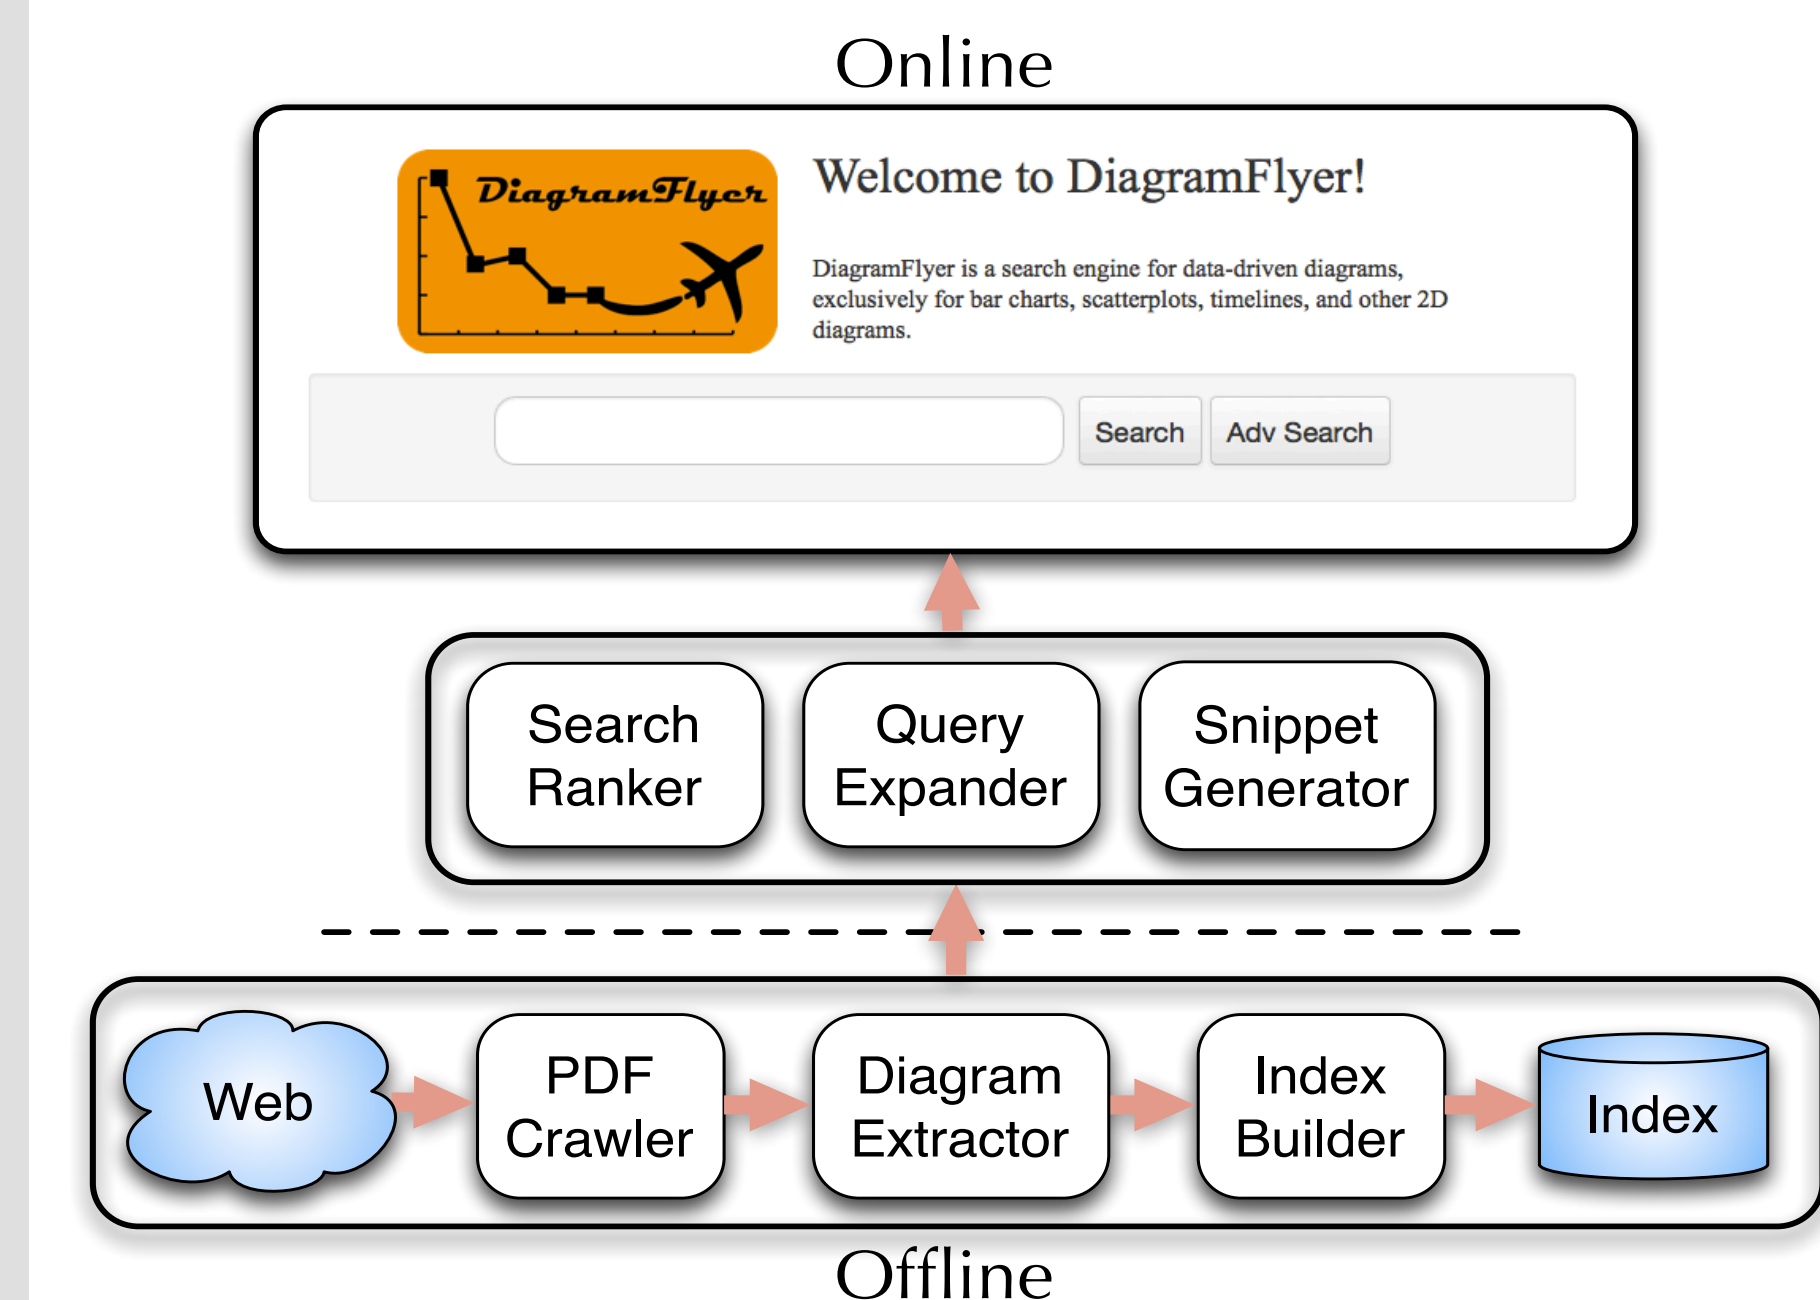 Online
DiagramFlyer
Welcome to DiagramFlyer!
DiagramFlyer is a search engine for data-driven diagrams,
exclusively for bar charts, scatterplots, timelines, and other 2D
diagrams.
Search
Adv Search
Search
Ranker
Query
Expander
Snippet
Generator
Web
PDF
Crawler
Diagram
Extractor
Index
Builder
Index
Offline